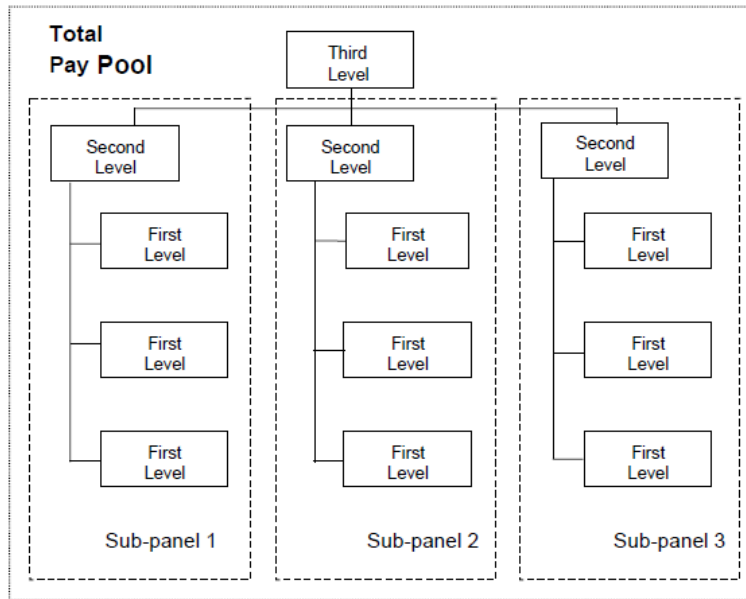 Total
Pay Pool
Third
Level
Second
Level
First
Level
First
Level
First
Level
Sub-panel 1
Second
Level
First
Level
First
Level
First
Level
Sub-panel 2
Second
Level
First
Level
First
Level
First
Level
Sub-panel 3